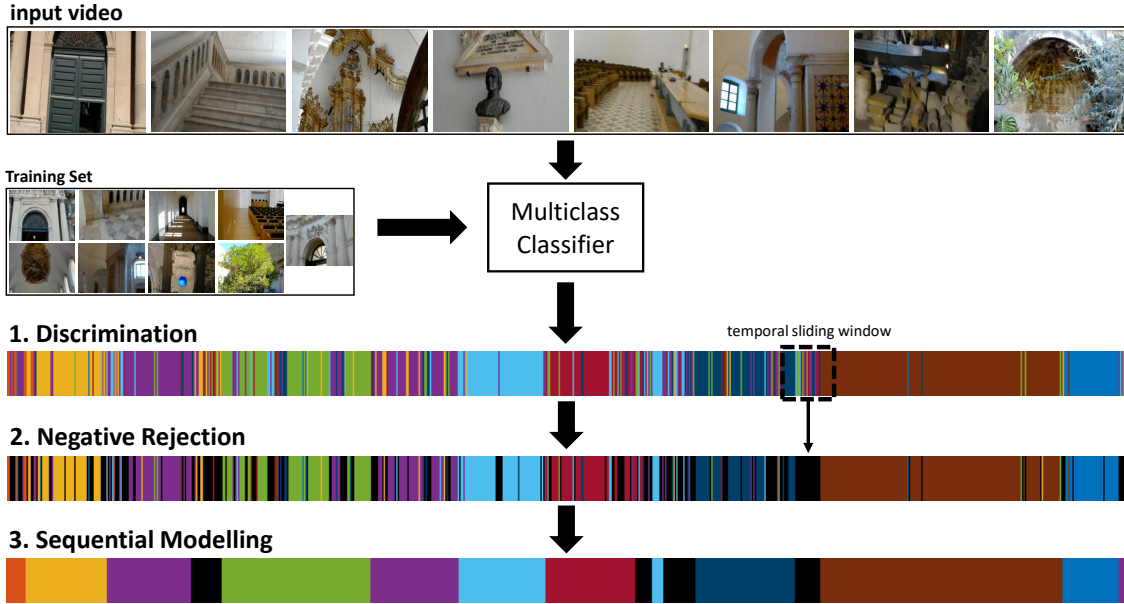 input video
Training Set
Multiclass
Classifier
1. Discrimination
temporal sliding window
2. Negative Rejection
3. Sequential Modelling